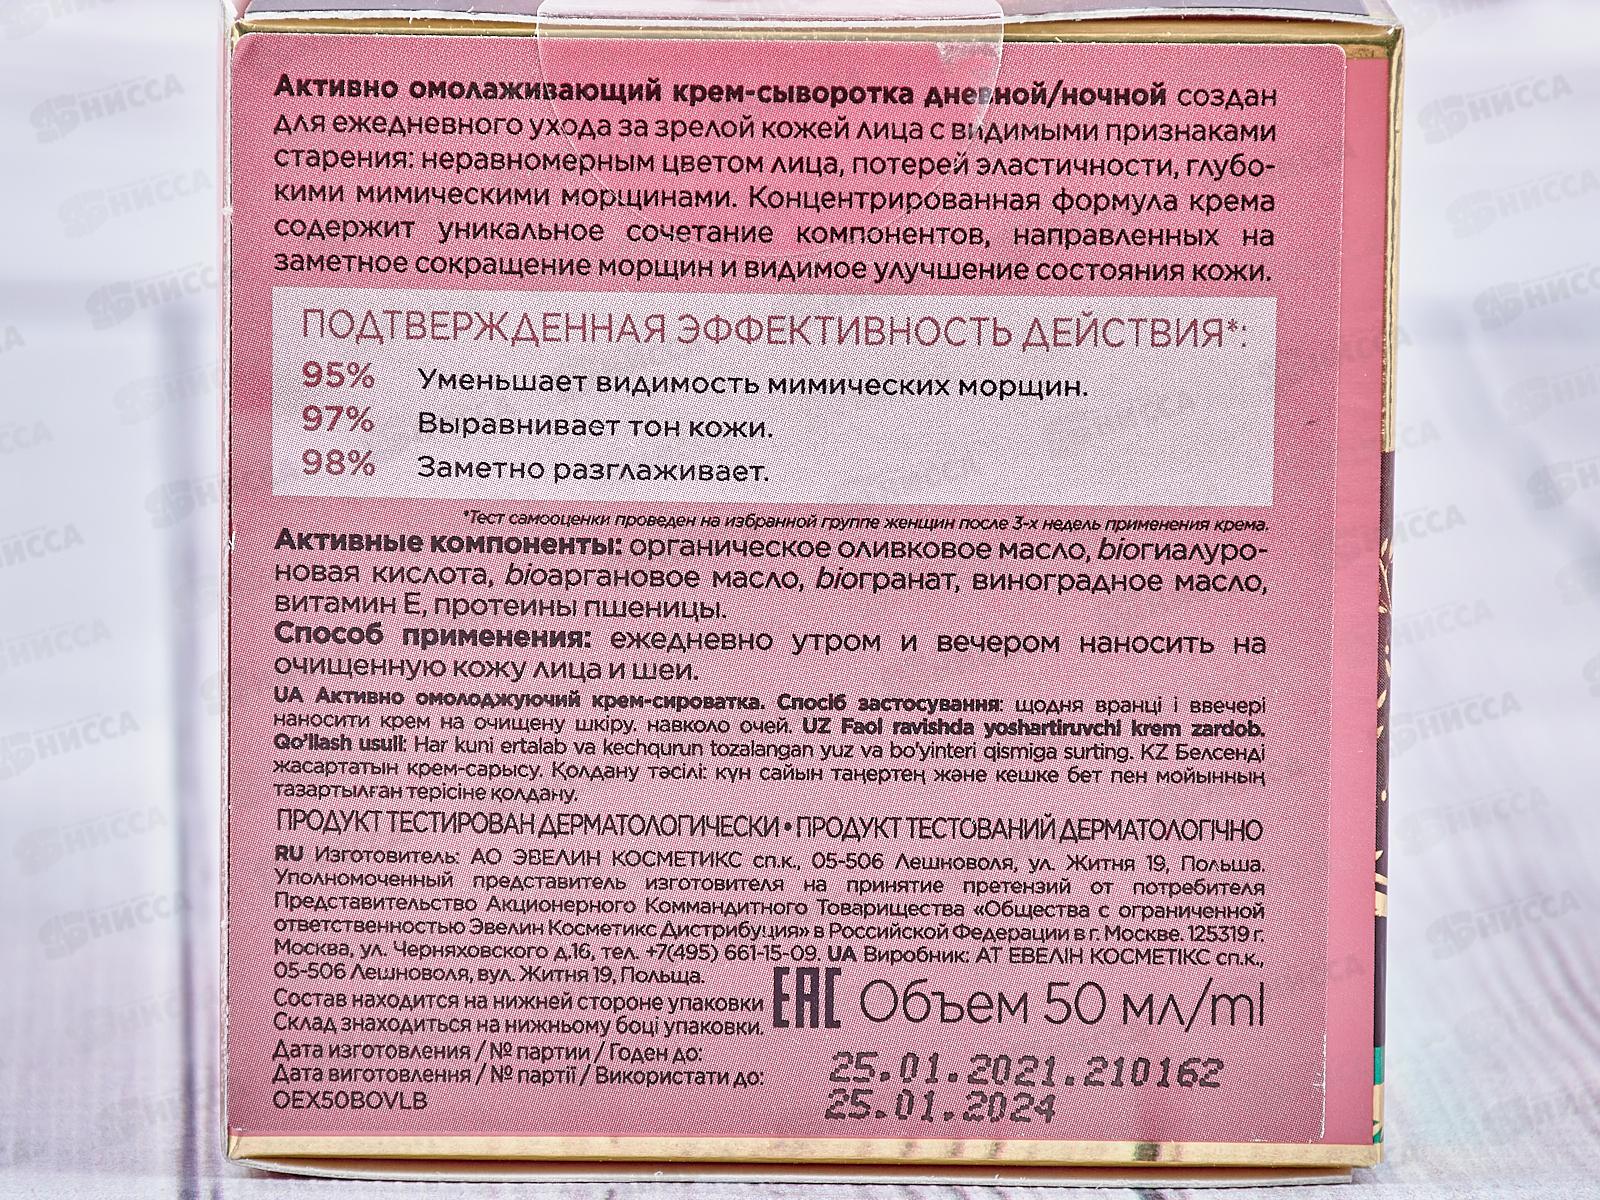 Активно омолаживающий крем-сыворотка дневной/ночной создан
для ежедневного ухода за зрелой кожей лица с видимыми признаками
старения: неравномерным цветом лица, потерей эластичности, глубо-
кими мимическими морщинами. Концентрированная формула крема
содержит уникальное сочетание компонентов, направленных на
заметное сокращение морщин и видимое улучшение состояния кожи.
ПОДТВЕРЖДЕННАЯ ЭФФЕКТИВНОСТЬ ДЕЙСТВИЯ*:
95% Уменьшает видимость мимических морщин.
97% Выравнивает тон кожи.
98% Заметно разглаживает.
*Тест самооценки проведен на избранной группе женщин после 3-х недель применения крема.
Активные компоненты: органическое оливковое масло, bioгиалуро-
новая кислота, bioаргановое масло, bioгранат, виноградное масло,
витамин Е, протеины пшеницы.
Способ применения: ежедневно утром и вечером наносить на
очищенную кожу лица и шеи.
UA Активно омолоджуючий крем-сироватка. Спосіб застосування: щодня вранці і ввечері
наносити крем на очищену шкіру, навколо очей. UZ Faol ravishda yoshartiruvchi krem zardob.
Qo'llash usuli: Har kuni ertalab va kechqurun tozalangan yuz va bo'yinteri qismiga surting. KZ Белсенді
жасартатын крем-сарысу. Қолдану тәсілі: күн сайын таңертең және кешке бет пен мойынның
тазартылған терісіне қолдану.
ПРОДУКТ ТЕСТИРОВАН ДЕРМАТОЛОГИЧЕСКИ • ПРОДУКТ ТЕСТОВАНИЙ ДЕРМАТОЛОГІЧНО
RU Изготовитель: АО ЭВЕЛИН КОСМЕТИКС сп.к., 05-506 Лешноволя, ул. Житня 19, Польша.
Уполномоченный представитель изготовителя на принятие претензий от потребителя
Представительство Акционерного Коммандитного Товарищества «Общества с ограниченной
ответственностью Эвелин Косметикс Дистрибуция» в Российской Федерации в г. Москве. 125319 г.
Москва, ул. Черняховского д.16, тел. +7(495) 661-15-09. UA Виробник: АТ ЕВЕЛІН КОСМЕТІКС сп.к.,
05-506 Лешноволя, вул. Житня 19, Польща.
Состав находится на нижней стороне упаковки
Склад знаходиться на нижньому боці упаковки.
EAC Объем 50 мл/ml
Дата изготовления / № партии / Годен до:
Дата виготовлення / № партії / Використати до:
OEX50BOVLB
25.01.2021.210162
25.01.2024
НИССА